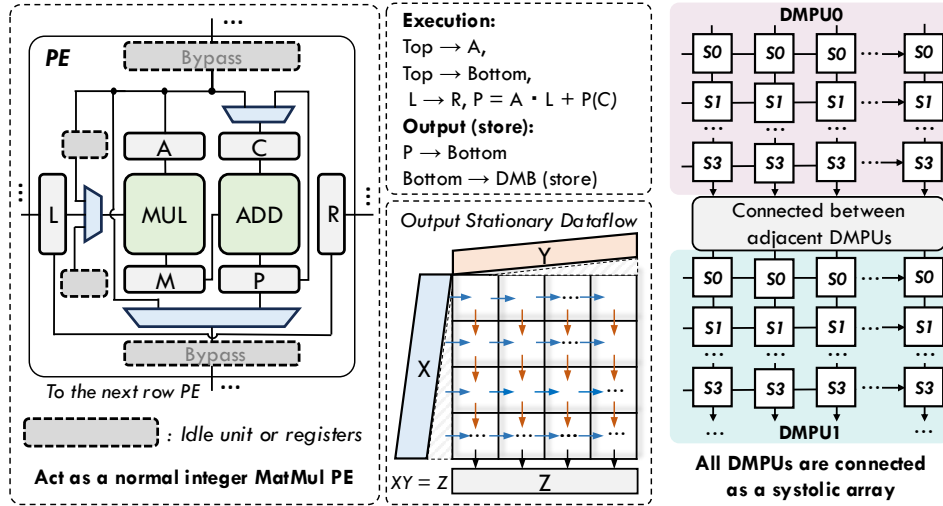 PE
...
Bypass
A
C
...
L
MUL
ADD
R
...
M
P
Bypass
...
To the next row PE
: Idle unit or registers
Act as a normal integer MatMul PE
Execution:
Top → A,
Top → Bottom,
L → R, P = A · L + P(C)
Output (store):
P → Bottom
Bottom → DMB (store)
Output Stationary Dataflow
Y
X
...
...
...
... ... ... ...
XY = Z
Z
DMPU0
S0 S0 S0 .... S0
S1 S1 S1 .... S1
... ... ...
S3 S3 S3 .... S3
Connected between
adjacent DMPUs
S0 S0 S0 .... S0
S1 S1 S1 .... S1
... ... ...
S3 S3 S3 .... S3
... DMPU1 ...
All DMPUs are connected
as a systolic array